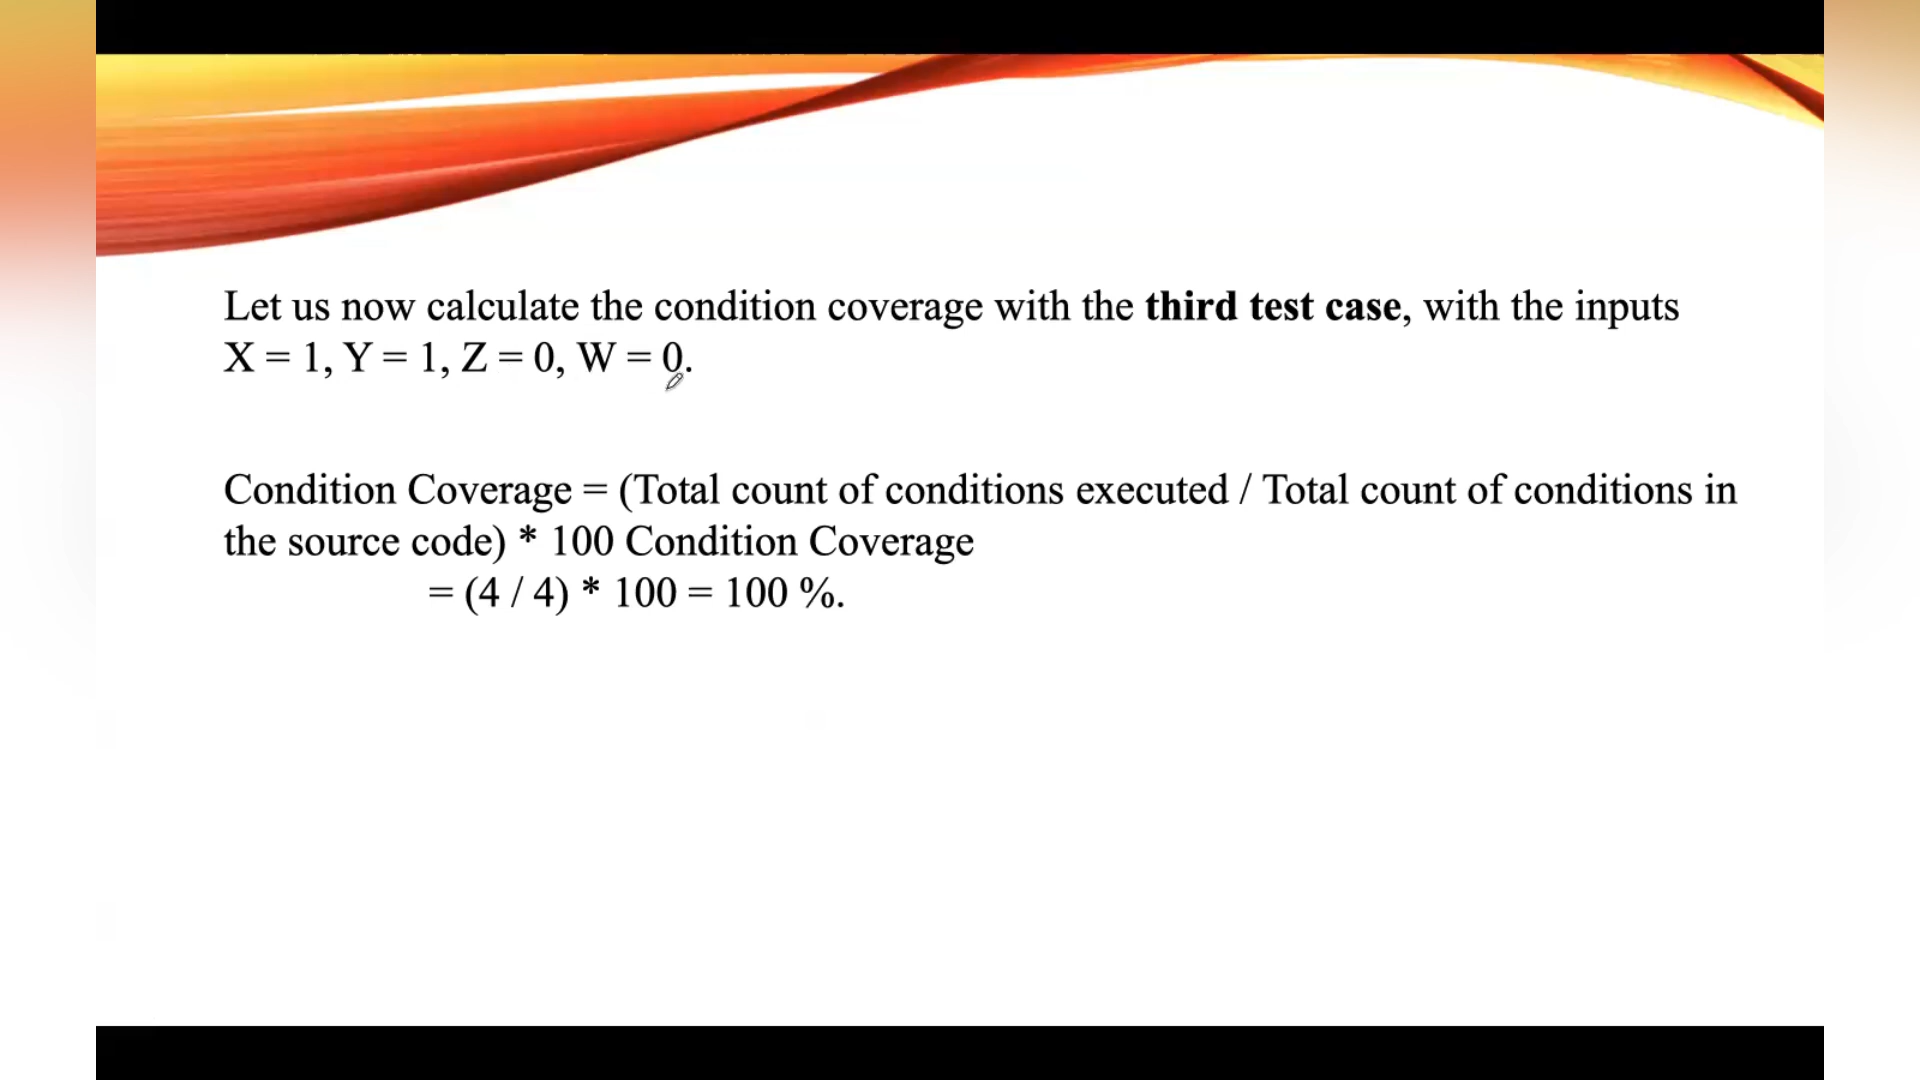 Let us now calculate the condition coverage with the third test case, with the inputs
X = 1, Y = 1, Z = 0, W = 0.
Condition Coverage = (Total count of conditions executed / Total count of conditions in
the source code) * 100 Condition Coverage
= (4 / 4) * 100 = 100 %.